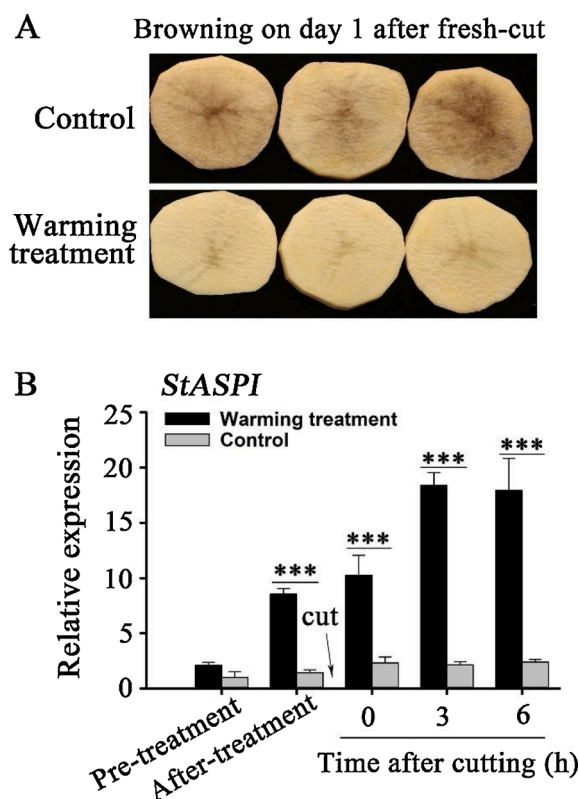 A
Browning on day 1 after fresh-cut
Control
Warming
treatment
B
StASPI
Relative expression
25
20
15
10
5
0
Warming treatment
Control
***
***
***
***
cut
Pre-treatment
After-treatment
0
3
6
Time after cutting (h)